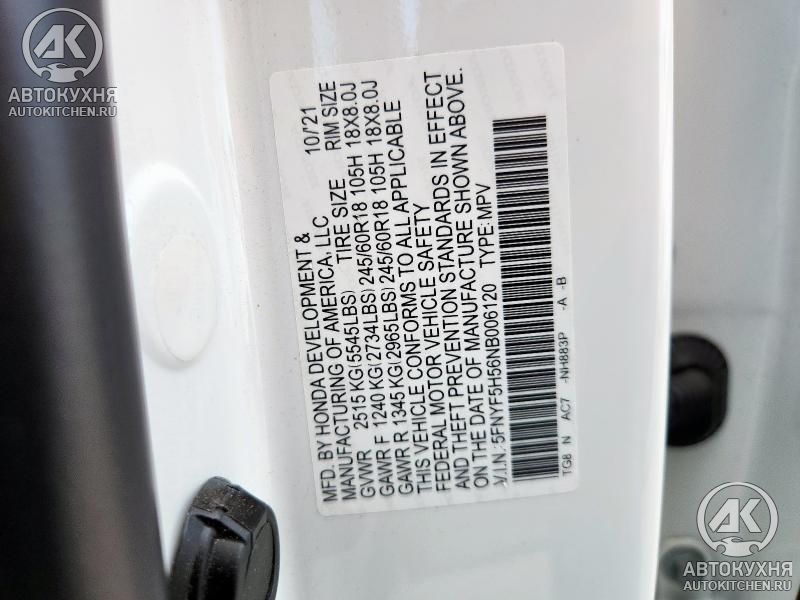 АВТОКУХНЯ
AUTOKITCHEN.RU
MFD. BY HONDA DEVELOPMENT & 10/'21
MANUFACTURING OF AMERICA, LLC
TIRE SIZE RIM SIZE
GVWR 2515 KG(5545LBS)
GAWR F 1240 KG(2734LBS) 245/60R18 105H 18X8.0J
GAWR R 1345 KG(2965LBS) 245/60R18 105H 18X8.0J
THIS VEHICLE CONFORMS TO ALL APPLICABLE
FEDERAL MOTOR VEHICLE SAFETY
AND THEFT PREVENTION STANDARDS IN EFFECT
ON THE DATE OF MANUFACTURE SHOWN ABOVE.
V.I.N.:5FNYF5H56NB006120 TYPE:MPV
TG8 N AC7 -NH883P -A -B
АВТОКУХНЯ
AUTOKITCHEN.RU